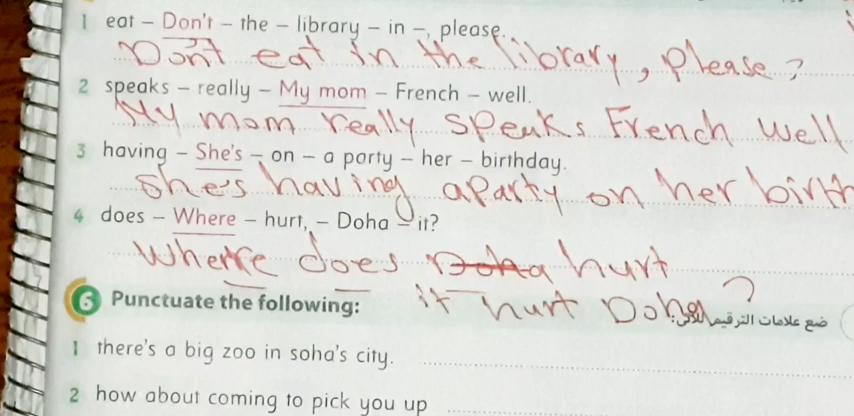 1 eat – Don't – the – library – in –, please.
Don't eat in the library, please?
2 speaks – really – My mom – French – well.
My mom really speaks French well
3 having – She's – on – a party – her – birthday.
She's having a party on her birth
4 does – Where – hurt, – Doha – it?
Where does Doha hurt
it hurt Doha?
6 Punctuate the following: ضع علامات الترقيم
1 there's a big zoo in soha's city.
2 how about coming to pick you up